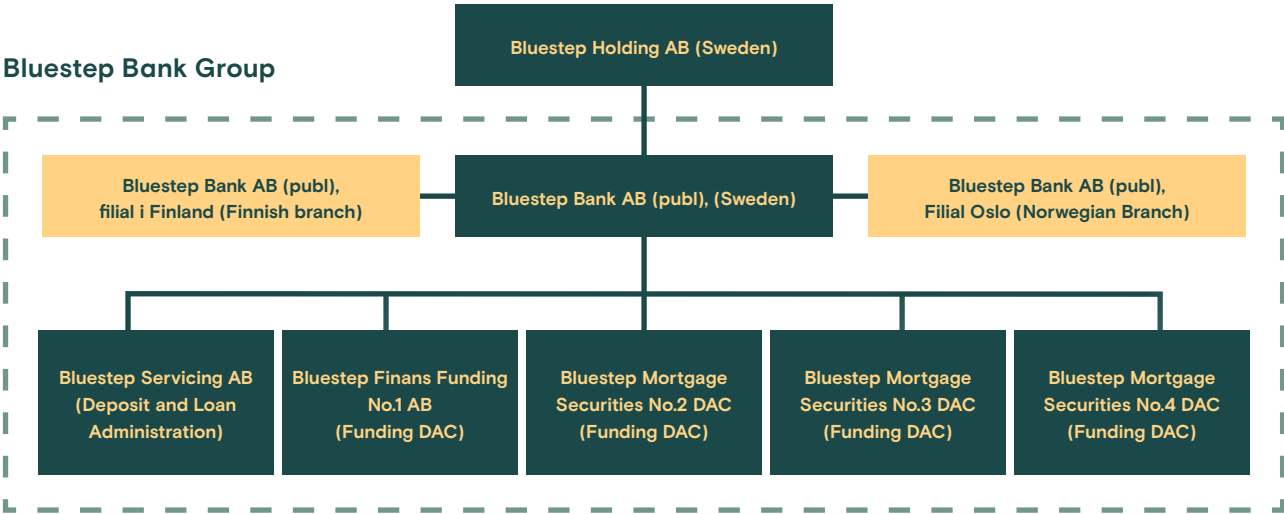 Bluestep Holding AB (Sweden)
Bluestep Bank Group
Bluestep Bank AB (publ),
filial i Finland (Finnish branch)
Bluestep Bank AB (publ), (Sweden)
Bluestep Bank AB (publ),
Filial Oslo (Norwegian Branch)
Bluestep Servicing AB
(Deposit and Loan
Administration)
Bluestep Finans Funding
No.1 AB
(Funding DAC)
Bluestep Mortgage
Securities No.2 DAC
(Funding DAC)
Bluestep Mortgage
Securities No.3 DAC
(Funding DAC)
Bluestep Mortgage
Securities No.4 DAC
(Funding DAC)